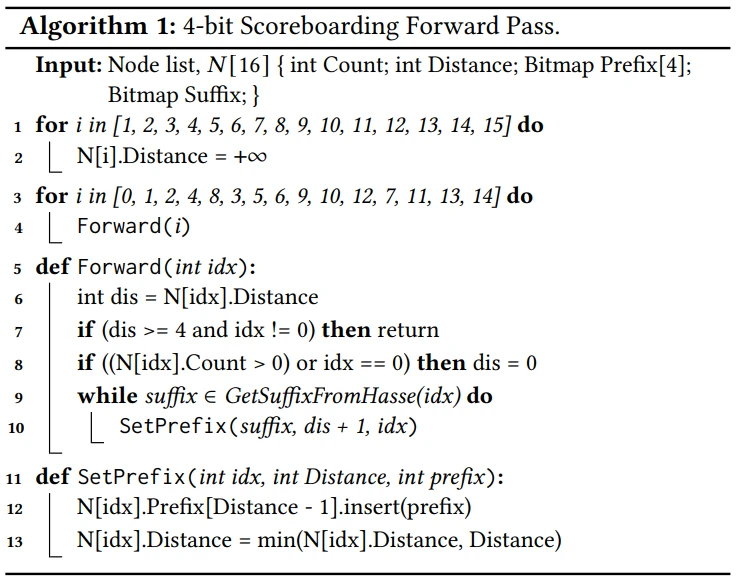 Algorithm 1: 4-bit Scoreboarding Forward Pass.
Input: Node list, N[16] { int Count; int Distance; Bitmap Prefix[4];
Bitmap Suffix; }
1 for i in [1, 2, 3, 4, 5, 6, 7, 8, 9, 10, 11, 12, 13, 14, 15] do
2 N[i].Distance = +∞
3 for i in [0, 1, 2, 4, 8, 3, 5, 6, 9, 10, 12, 7, 11, 13, 14] do
4 Forward(i)
5 def Forward(int idx):
6 int dis = N[idx].Distance
7 if (dis >= 4 and idx != 0) then return
8 if ((N[idx].Count > 0) or idx == 0) then dis = 0
9 while suffix ∈ GetSuffixFromHasse(idx) do
10 SetPrefix(suffix, dis + 1, idx)
11 def SetPrefix(int idx, int Distance, int prefix):
12 N[idx].Prefix[Distance - 1].insert(prefix)
13 N[idx].Distance = min(N[idx].Distance, Distance)